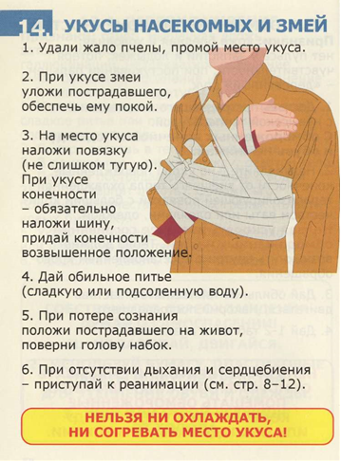 14. УКУСЫ НАСЕКОМЫХ И ЗМЕЙ
1. Удали жало пчелы, промой место укуса.
2. При укусе змеи
уложи пострадавшего,
обеспечь ему покой.
3. На место укуса
наложи повязку
(не слишком тугую).
При укусе
конечности
– обязательно
наложи шину,
придай конечности
возвышенное положение.
4. Дай обильное питье
(сладкую или подсоленную воду).
5. При потере сознания
положи пострадавшего на живот,
поверни голову набок.
6. При отсутствии дыхания и сердцебиения
– приступай к реанимации (см. стр. 8–12).
НЕЛЬЗЯ НИ ОХЛАЖДАТЬ,
НИ СОГРЕВАТЬ МЕСТО УКУСА!